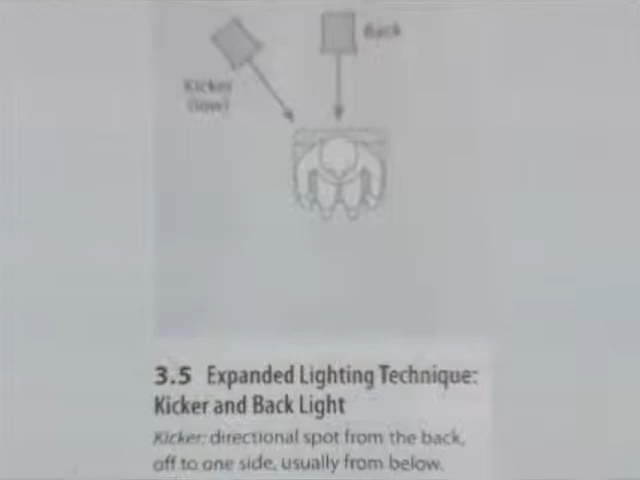 Back
Kicker
(low)
3.5 Expanded Lighting Technique:
Kicker and Back Light
Kicker: directional spot from the back,
off to one side, usually from below.